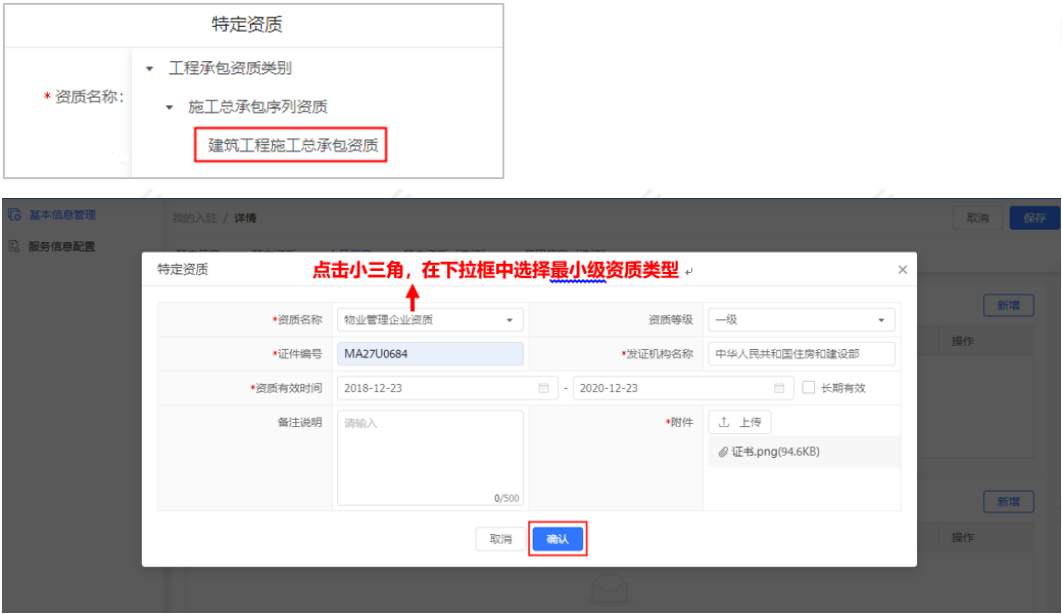 特定资质
工程承包资质类别
* 资质名称:
施工总承包序列资质
建筑工程施工总承包资质
基本信息管理
我的入驻 / 详情
取消
保存
服务信息配置
特定资质
点击小三角，在下拉框中选择最小级资质类型
新增
*资质名称
物业管理企业资质
资质等级
一级
操作
*证件编号
MA27U0684
*发证机构名称
中华人民共和国住房和建设部
*资质有效时间
2018-12-23
-
2020-12-23
长期有效
备注说明
请输入
*附件
上传
证书.png(94.6KB)
0/500
新增
取消
确认
操作